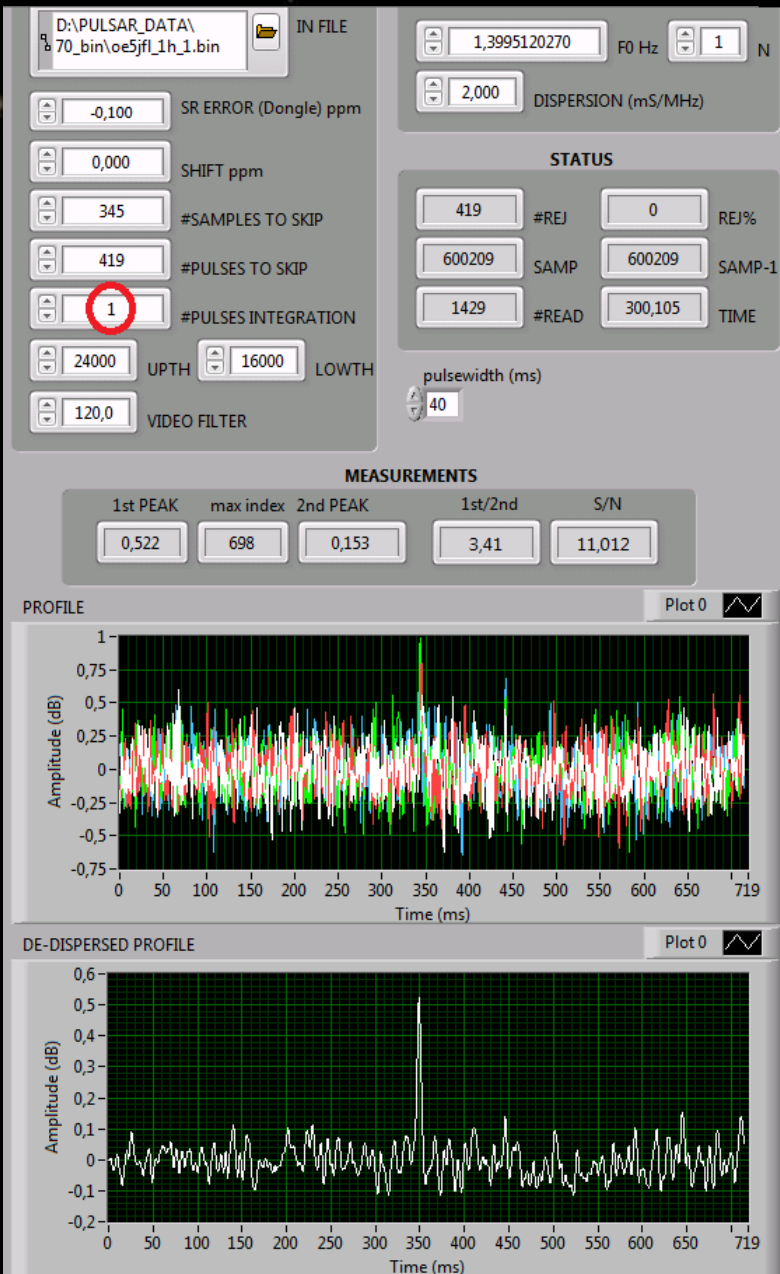 D:\PULSAR_DATA\
70_bin\oe5jfl_1h_1.bin
IN FILE
-0,100 SR ERROR (Dongle) ppm
0,000 SHIFT ppm
345 #SAMPLES TO SKIP
419 #PULSES TO SKIP
1 #PULSES INTEGRATION
24000 UPTH 16000 LOWTH
120,0 VIDEO FILTER
1,3995120270 F0 Hz 1 N
2,000 DISPERSION (mS/MHz)
STATUS
419 #REJ 0 REJ%
600209 SAMP 600209 SAMP-1
1429 #READ 300,105 TIME
pulsewidth (ms)
40
MEASUREMENTS
1st PEAK max index 2nd PEAK 1st/2nd S/N
0,522 698 0,153 3,41 11,012
PROFILE Plot 0
Amplitude (dB)
1
0,75
0,5
0,25
0
-0,25
-0,5
-0,75
0 50 100 150 200 250 300 350 400 450 500 550 600 650 719
Time (ms)
DE-DISPERSED PROFILE Plot 0
Amplitude (dB)
0,6
0,5
0,4
0,3
0,2
0,1
0
-0,1
-0,2
0 50 100 150 200 250 300 350 400 450 500 550 600 650 719
Time (ms)